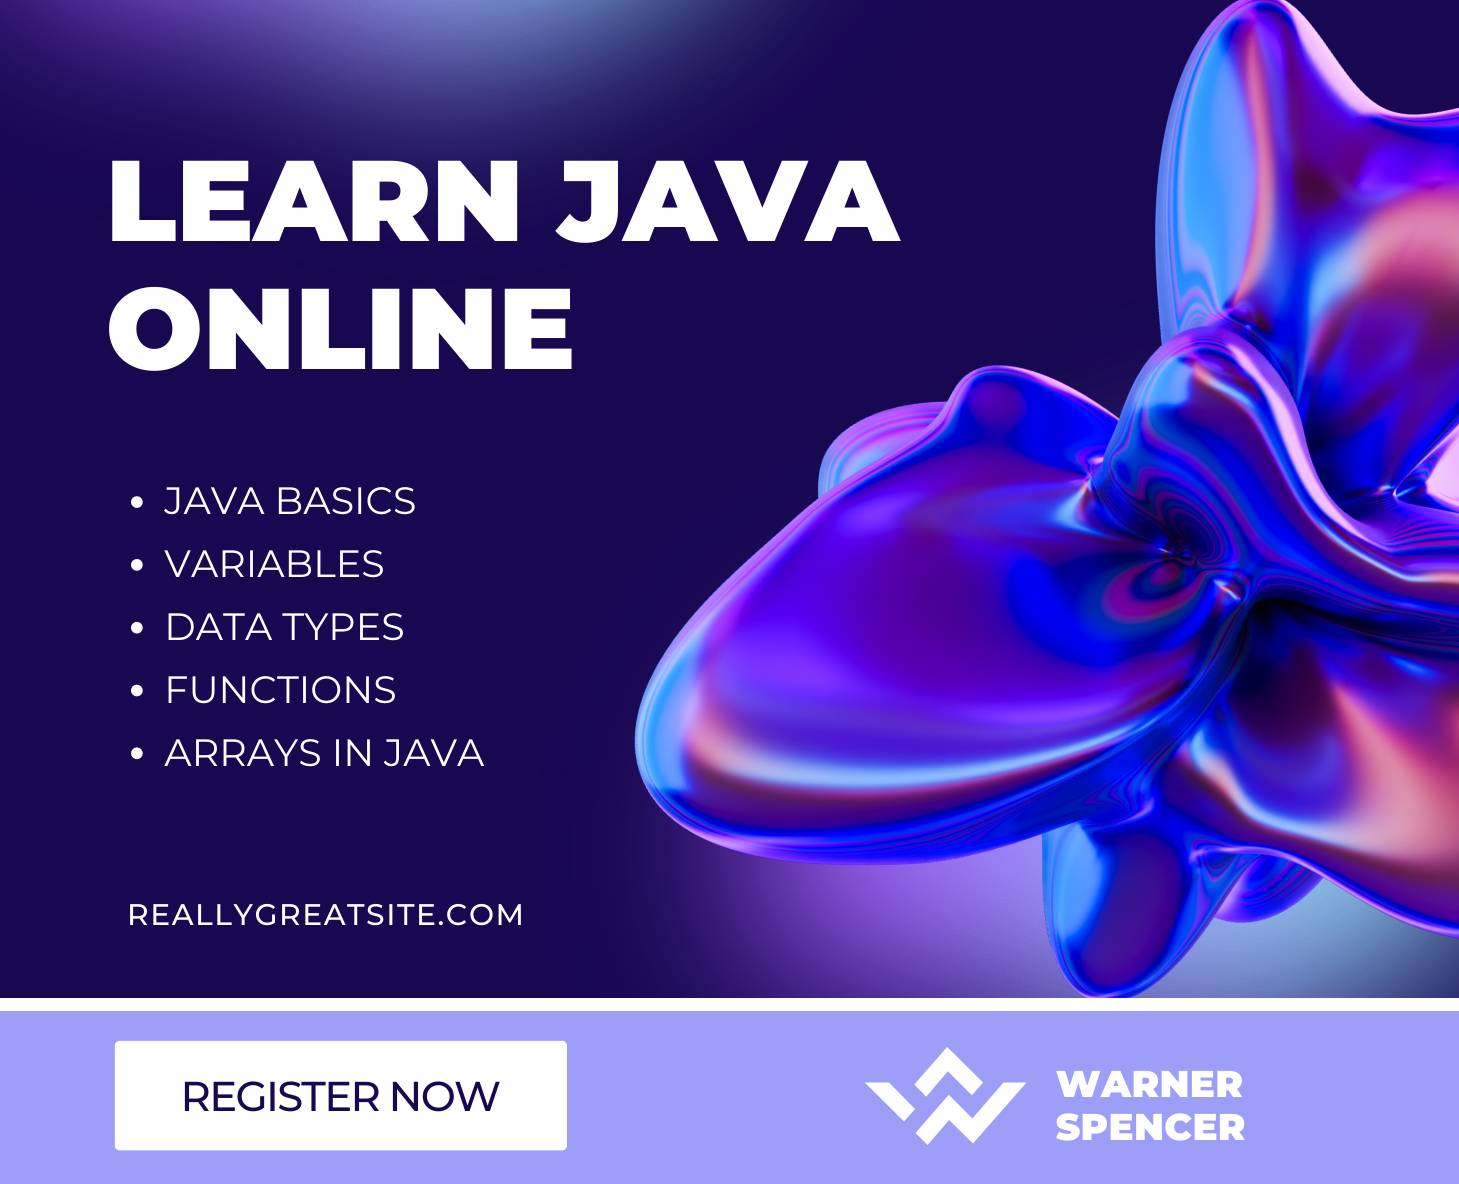 LEARN JAVA
ONLINE
• JAVA BASICS
• VARIABLES
• DATA TYPES
• FUNCTIONS
• ARRAYS IN JAVA
REALLYGREATSITE.COM
REGISTER NOW
WARNER
SPENCER